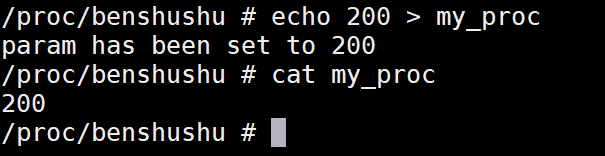 /proc/benshushu # echo 200 > my_proc
param has been set to 200
/proc/benshushu # cat my_proc
200
/proc/benshushu #